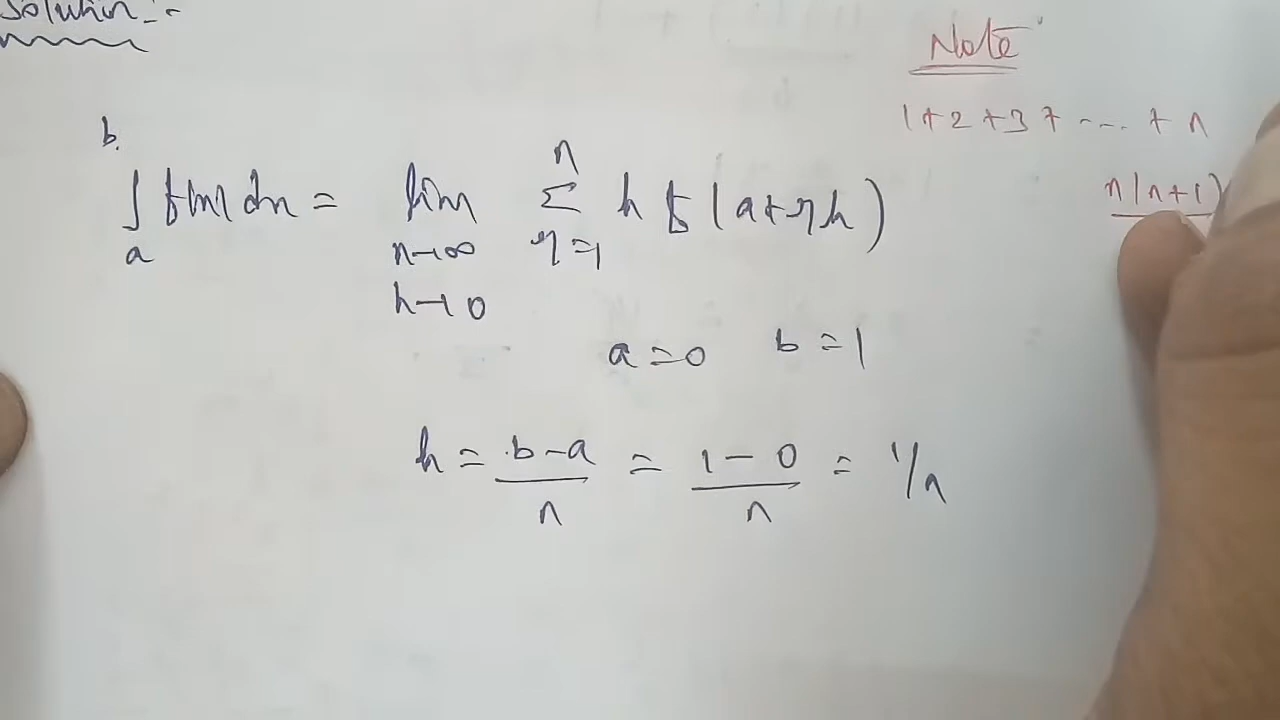 Solution :-
Note
1+2+3+ .... + n
n(n+1)
b
∫ f(x) dx = lim Σ h f(a+rh)
a n→∞ r=1 n
h→0
a=0 b=1
h = b-a/n = 1-0/n = 1/n